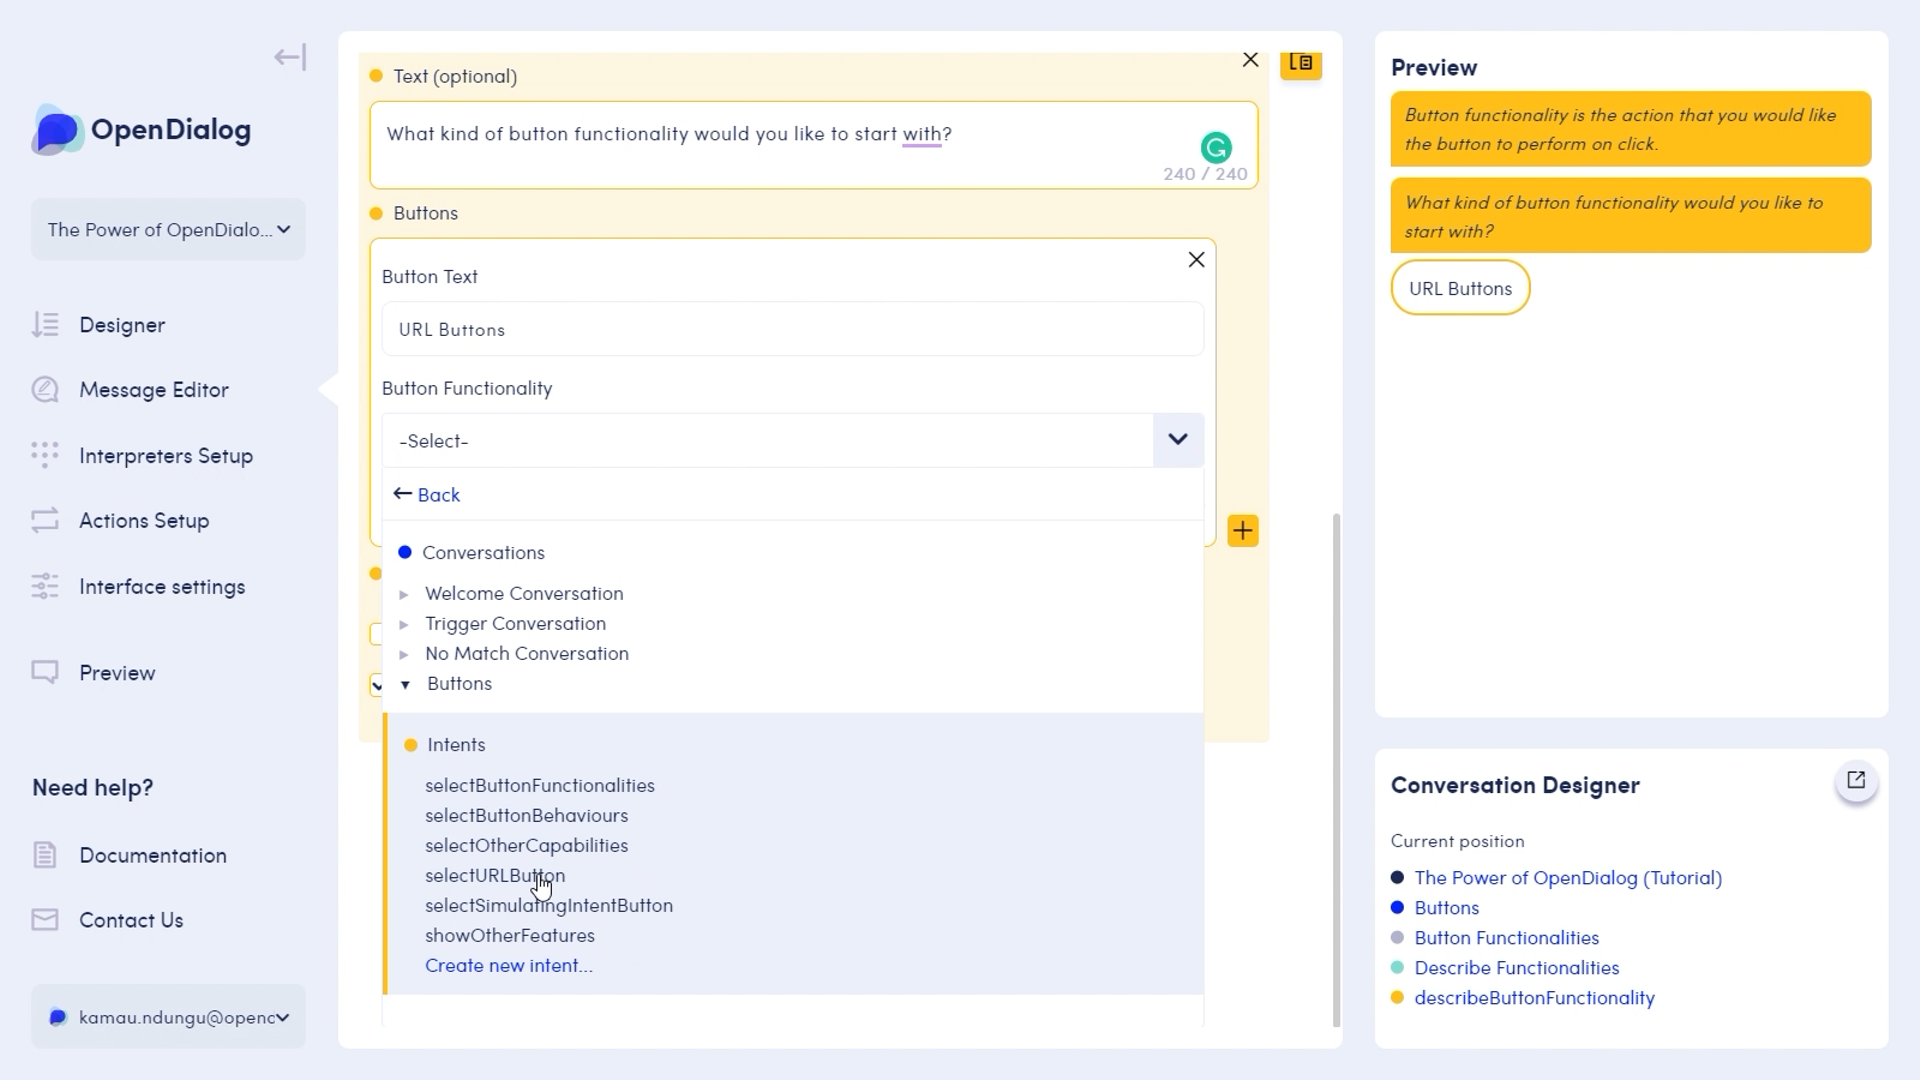 OpenDialog
The Power of OpenDialo...
Designer
Message Editor
Interpreters Setup
Actions Setup
Interface settings
Preview
Need help?
Documentation
Contact Us
kamau.ndungu@openc
Text (optional)
What kind of button functionality would you like to start with?
240 / 240
Buttons
Button Text
URL Buttons
Button Functionality
-Select-
Back
Conversations
Welcome Conversation
Trigger Conversation
No Match Conversation
Buttons
Intents
selectButtonFunctionalities
selectButtonBehaviours
selectOtherCapabilities
selectURLButton
selectSimulatingIntentButton
showOtherFeatures
Create new intent...
Preview
Button functionality is the action that you would like
the button to perform on click.
What kind of button functionality would you like to
start with?
URL Buttons
Conversation Designer
Current position
The Power of OpenDialog (Tutorial)
Buttons
Button Functionalities
Describe Functionalities
describeButtonFunctionality